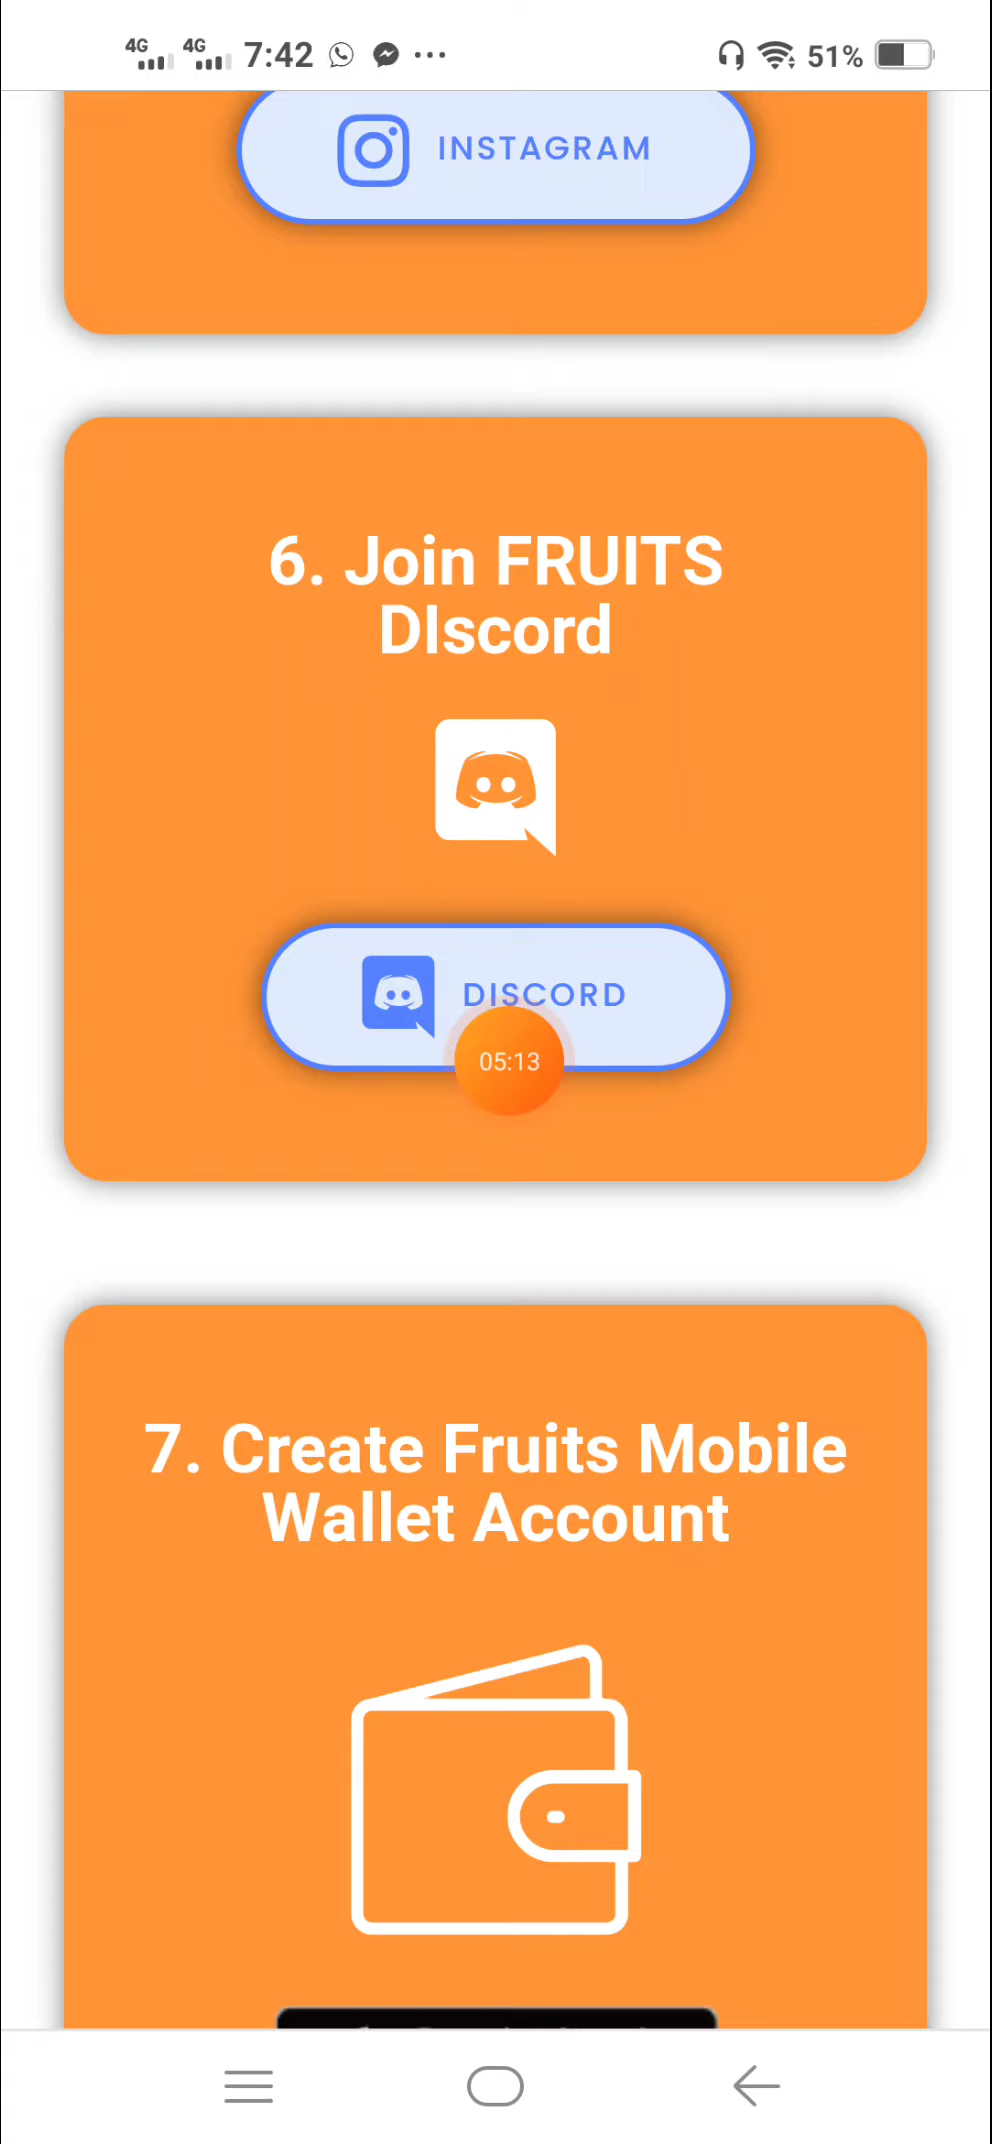 4G 4G 7:42 51%
INSTAGRAM
6. Join FRUITS
DIscord
DISCORD
05:13
7. Create Fruits Mobile
Wallet Account